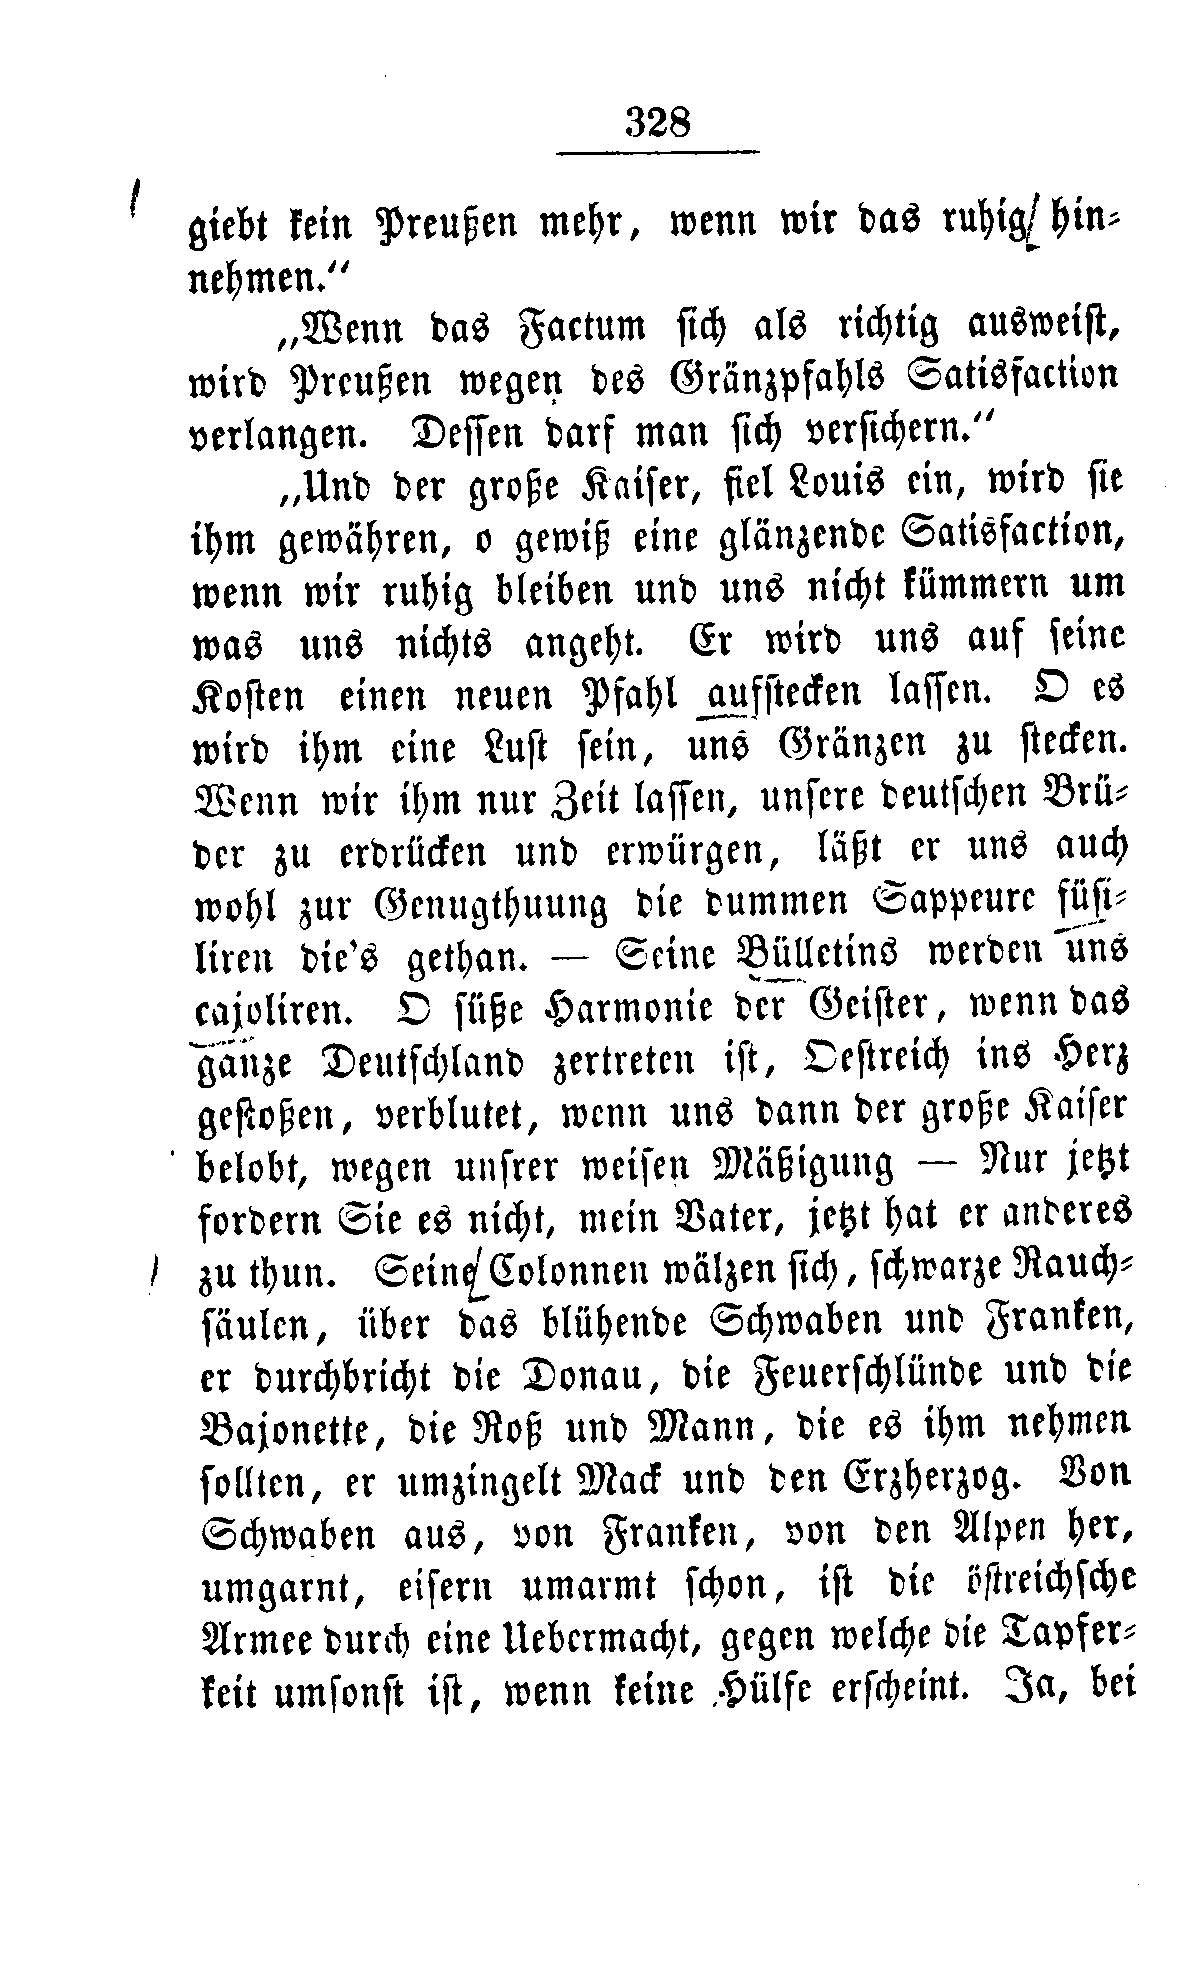 328
giebt kein Preußen mehr, wenn wir das ruhig hin-
nehmen.“
„Wenn das Factum sich als richtig ausweist,
wird Preußen wegen des Gränzpfahls Satisfaction
verlangen. Dessen darf man sich versichern.“
„Und der große Kaiser, fiel Louis ein, wird sie
ihm gewähren, o gewiß eine glänzende Satisfaction,
wenn wir ruhig bleiben und uns nicht kümmern um
was uns nichts angeht. Er wird uns auf seine
Kosten einen neuen Pfahl aufstecken lassen. O es
wird ihm eine Lust sein, uns Gränzen zu stecken.
Wenn wir ihm nur Zeit lassen, unsere deutschen Brü-
der zu erdrücken und erwürgen, läßt er uns auch
wohl zur Genugthuung die dummen Sappeure füsi-
liren die's gethan. — Seine Bülletins werden uns
cajoliren. O süße Harmonie der Geister, wenn das
ganze Deutschland zertreten ist, Oestreich ins Herz
gestoßen, verblutet, wenn uns dann der große Kaiser
belobt, wegen unsrer weisen Mäßigung — Nur jetzt
fordern Sie es nicht, mein Vater, jetzt hat er anderes
zu thun. Seine Colonnen wälzen sich, schwarze Rauch-
säulen, über das blühende Schwaben und Franken,
er durchbricht die Donau, die Feuerschlünde und die
Bajonette, die Roß und Mann, die es ihm nehmen
sollten, er umzingelt Mack und den Erzherzog. Von
Schwaben aus, von Franken, von den Alpen her,
umgarnt, eisern umarmt schon, ist die östreichsche
Armee durch eine Uebermacht, gegen welche die Tapfer-
keit umsonst ist, wenn keine Hülfe erscheint. Ja, bei